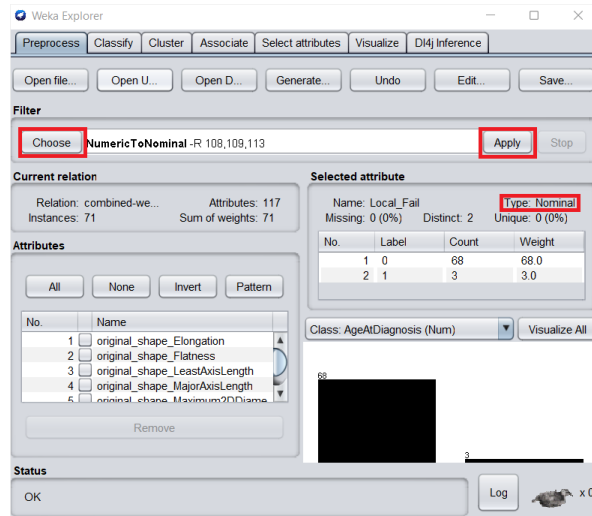 Weka Explorer
Preprocess Classify Cluster Associate Select attributes Visualize Dl4j Inference
Open file... Open U... Open D... Generate... Undo Edit... Save...
Filter
Choose NumericToNominal -R 108,109,113 Apply Stop
Current relation
Relation: combined-we... Attributes: 117
Instances: 71 Sum of weights: 71
Selected attribute
Name: Local_Fail Type: Nominal
Missing: 0 (0%) Distinct: 2 Unique: 0 (0%)
No. Label Count Weight
1 0 68 68.0
2 1 3 3.0
Attributes
All None Invert Pattern
No. Name
1 original_shape_Elongation
2 original_shape_Flatness
3 original_shape_LeastAxisLength
4 original_shape_MajorAxisLength
5 original_shape_Maximum2DDiame
Remove
Class: AgeAtDiagnosis (Num) Visualize All
68
3
Status
OK
Log
x 0